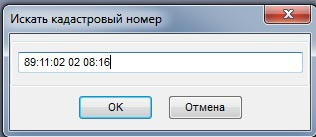 Искать кадастровый номер
89:11:02 02 08:16
OK
Отмена